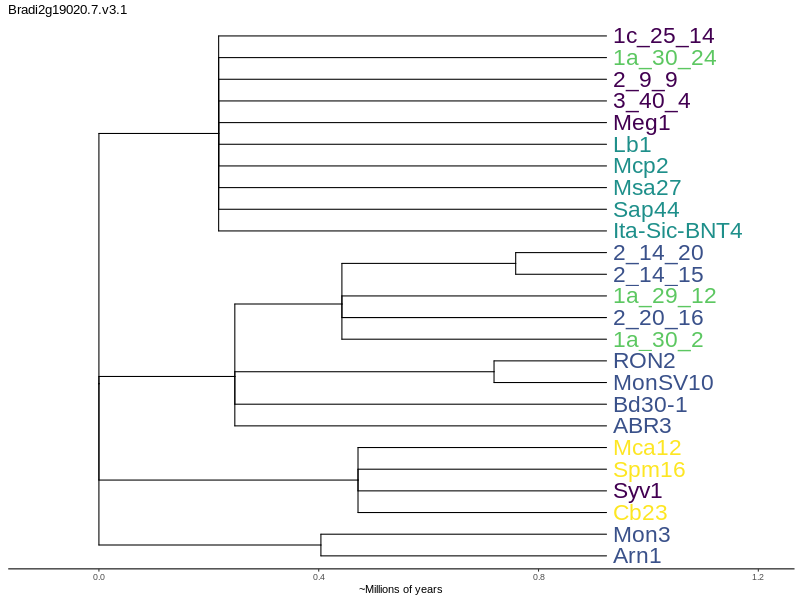 Bradi2g19020.7.v3.1
1c_25_14
1a_30_24
2_9_9
3_40_4
Meg1
Lb1
Mcp2
Msa27
Sap44
Ita-Sic-BNT4
2_14_20
2_14_15
1a_29_12
2_20_16
1a_30_2
RON2
MonSV10
Bd30-1
ABR3
Mca12
Spm16
Syv1
Cb23
Mon3
Arn1
0.0 0.4 0.8 1.2
~Millions of years